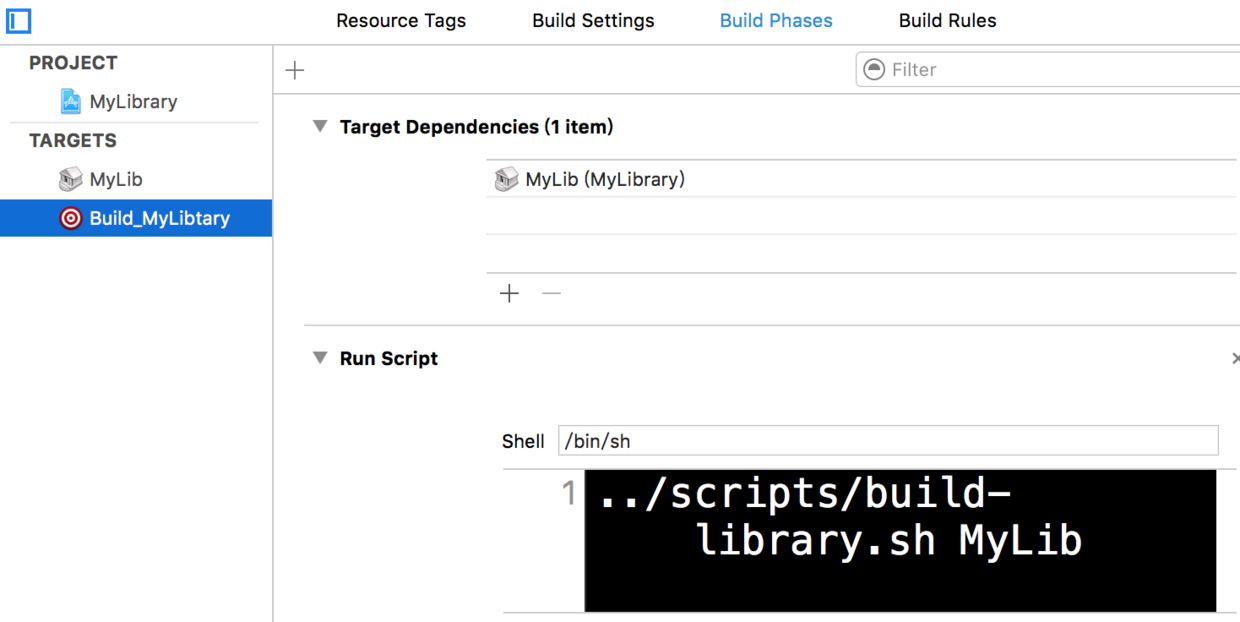 Resource Tags Build Settings Build Phases Build Rules
PROJECT
MyLibrary
TARGETS
MyLib
Build_MyLibtary
Filter
Target Dependencies (1 item)
MyLib (MyLibrary)
Run Script
Shell /bin/sh
1 ../scripts/build-
library.sh MyLib